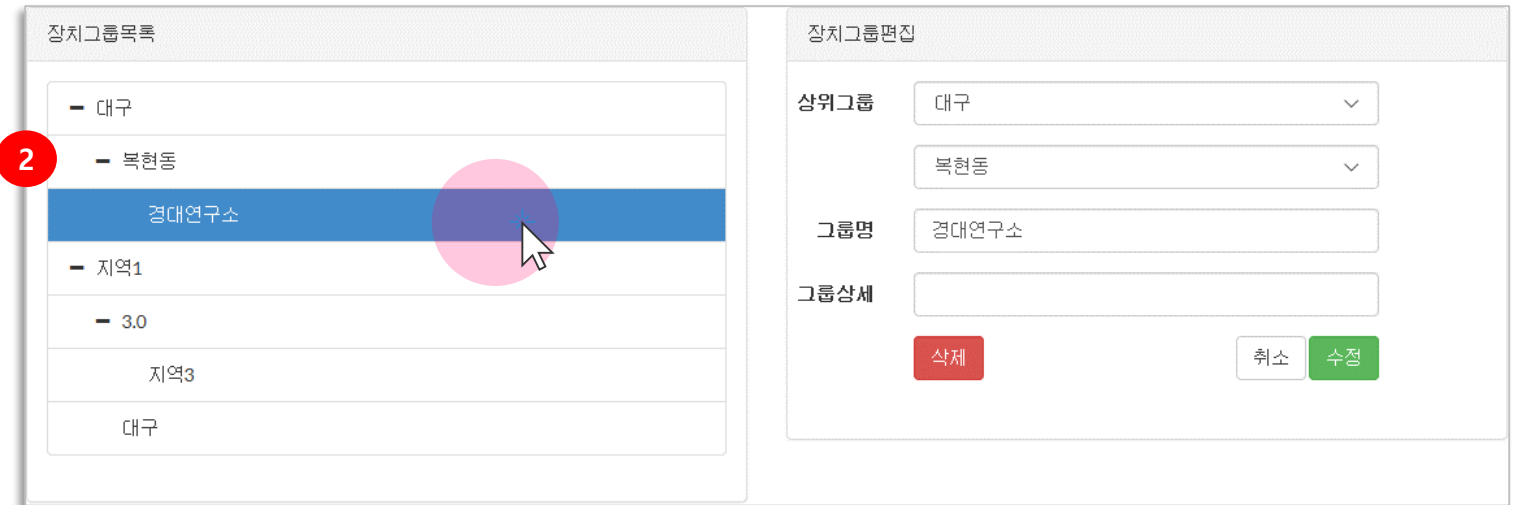 장치그룹목록
대구
2
복현동
경대연구소
지역1
3.0
지역3
대구
장치그룹편집
상위그룹 대구
복현동
그룹명 경대연구소
그룹상세
삭제 취소 수정